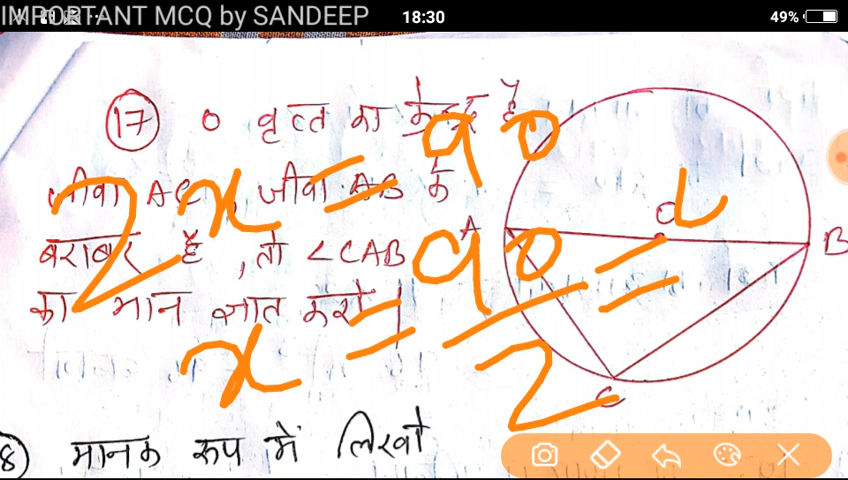 IMPORTANT MCQ by SANDEEP 18:30 49%
17 O वृत्त का केन्द्र है
जीवा AC, जीवा AB के
बराबर है, तो ∠CAB
का मान ज्ञात करो|
2x = 90
x = 90/2 =
A O B
C
8 मानक रूप में लिखो